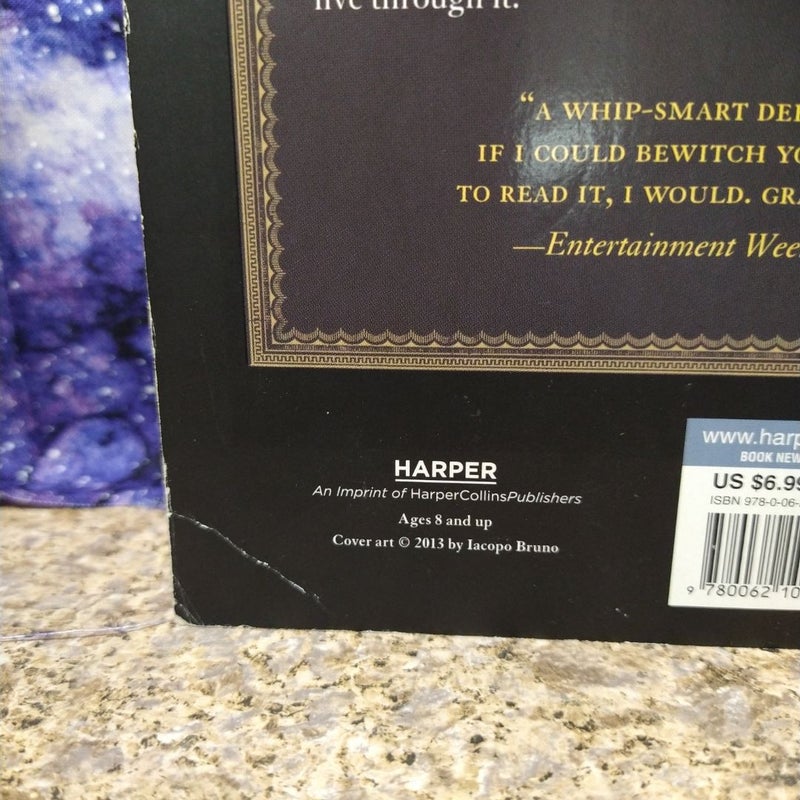 live through it.
“A WHIP-SMART DE
IF I COULD BEWITCH YO
TO READ IT, I WOULD. GRA
—Entertainment Wee
HARPER
An Imprint of HarperCollinsPublishers
Ages 8 and up
Cover art © 2013 by Iacopo Bruno
www.harp
BOOK NEW
US $6.99
ISBN 978-0-06-
9 780062 10